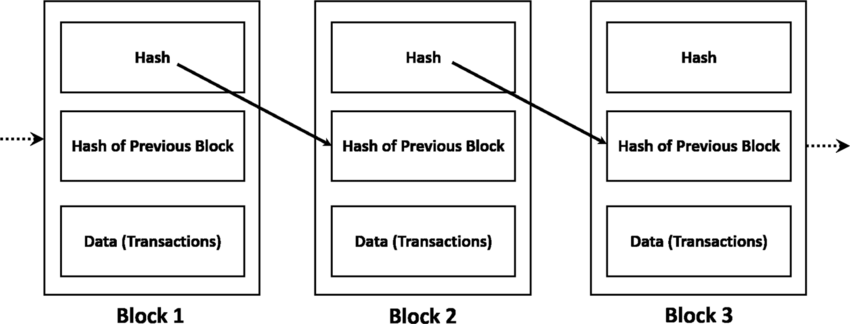 Hash
Hash of Previous Block
Data (Transactions)
Block 1
Hash
Hash of Previous Block
Data (Transactions)
Block 2
Hash
Hash of Previous Block
Data (Transactions)
Block 3